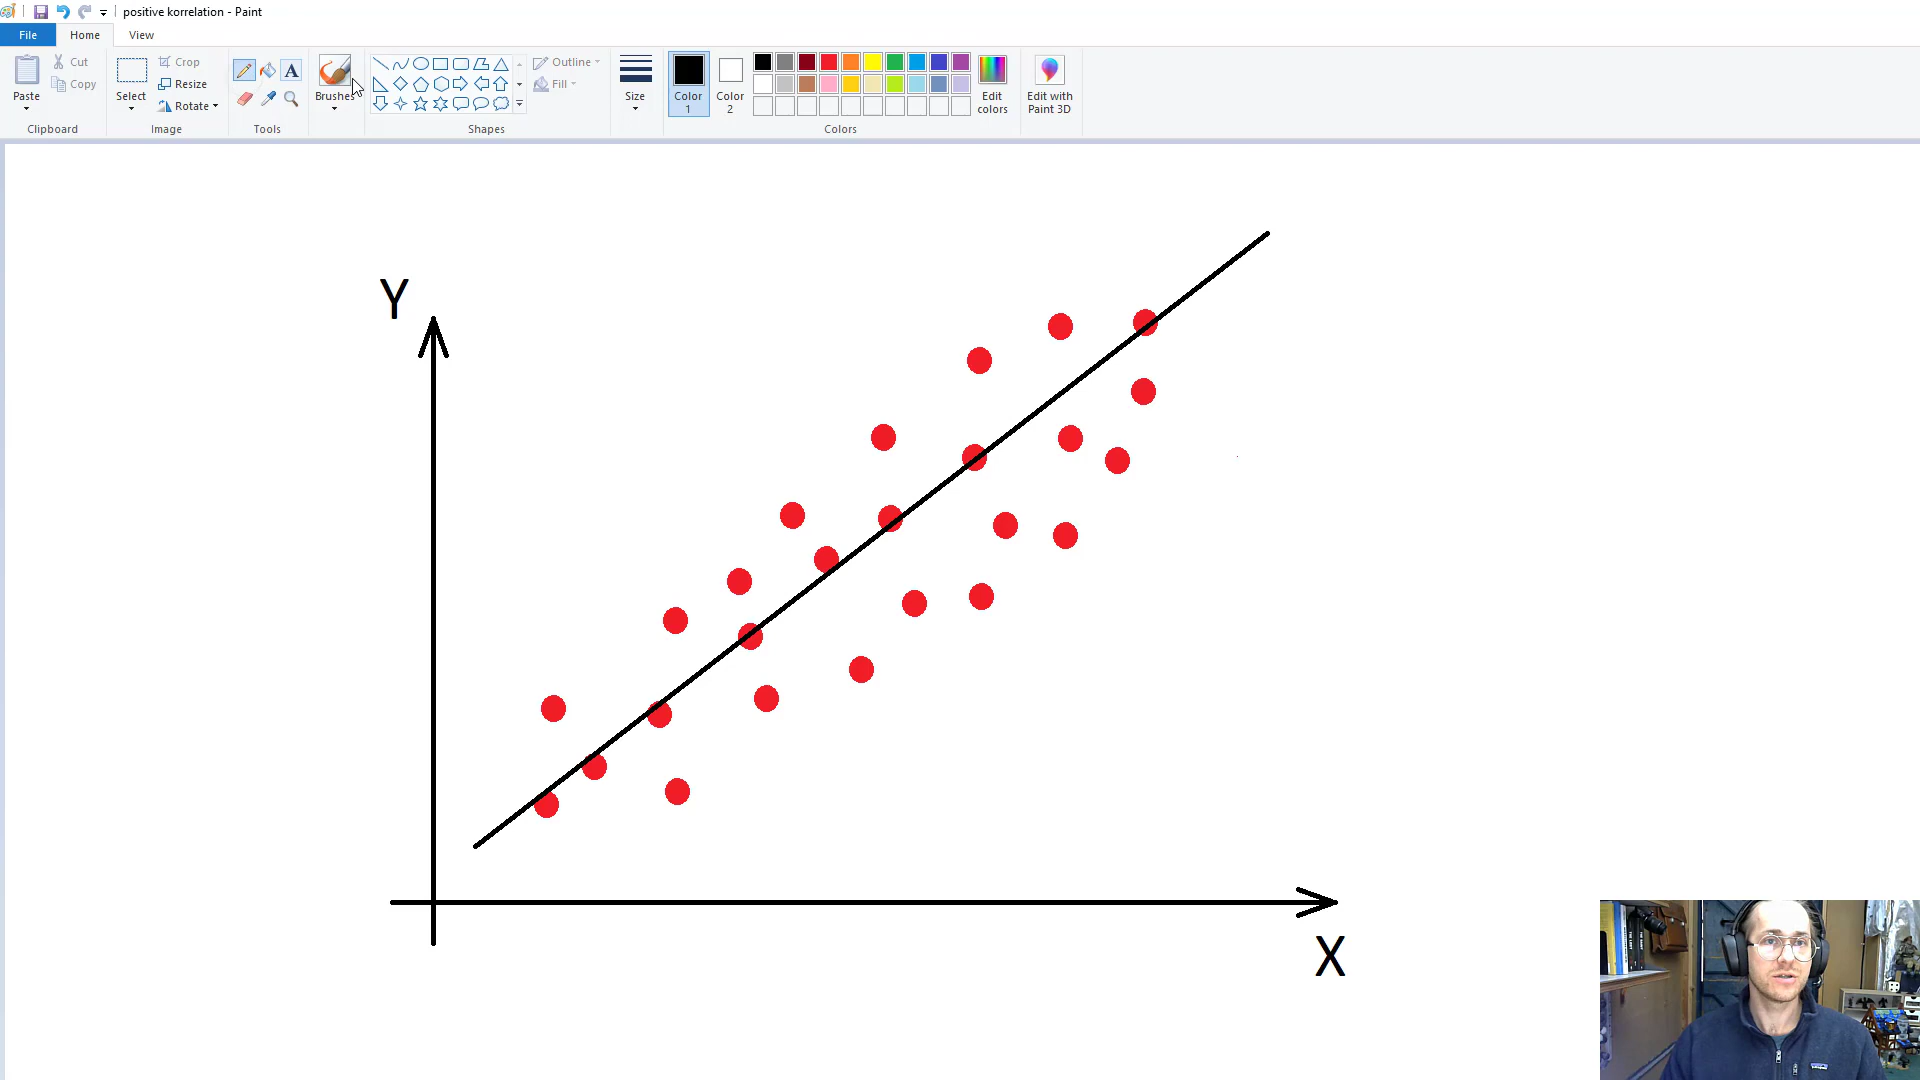 positive korrelation - Paint
File Home View
Paste
Cut
Copy
Clipboard
Select
Crop
Resize
Rotate
Image
A
Tools
Brushes
Shapes
Outline
Fill
Size
Color 1
Color 2
Colors
Edit colors
Edit with Paint 3D
Y
X